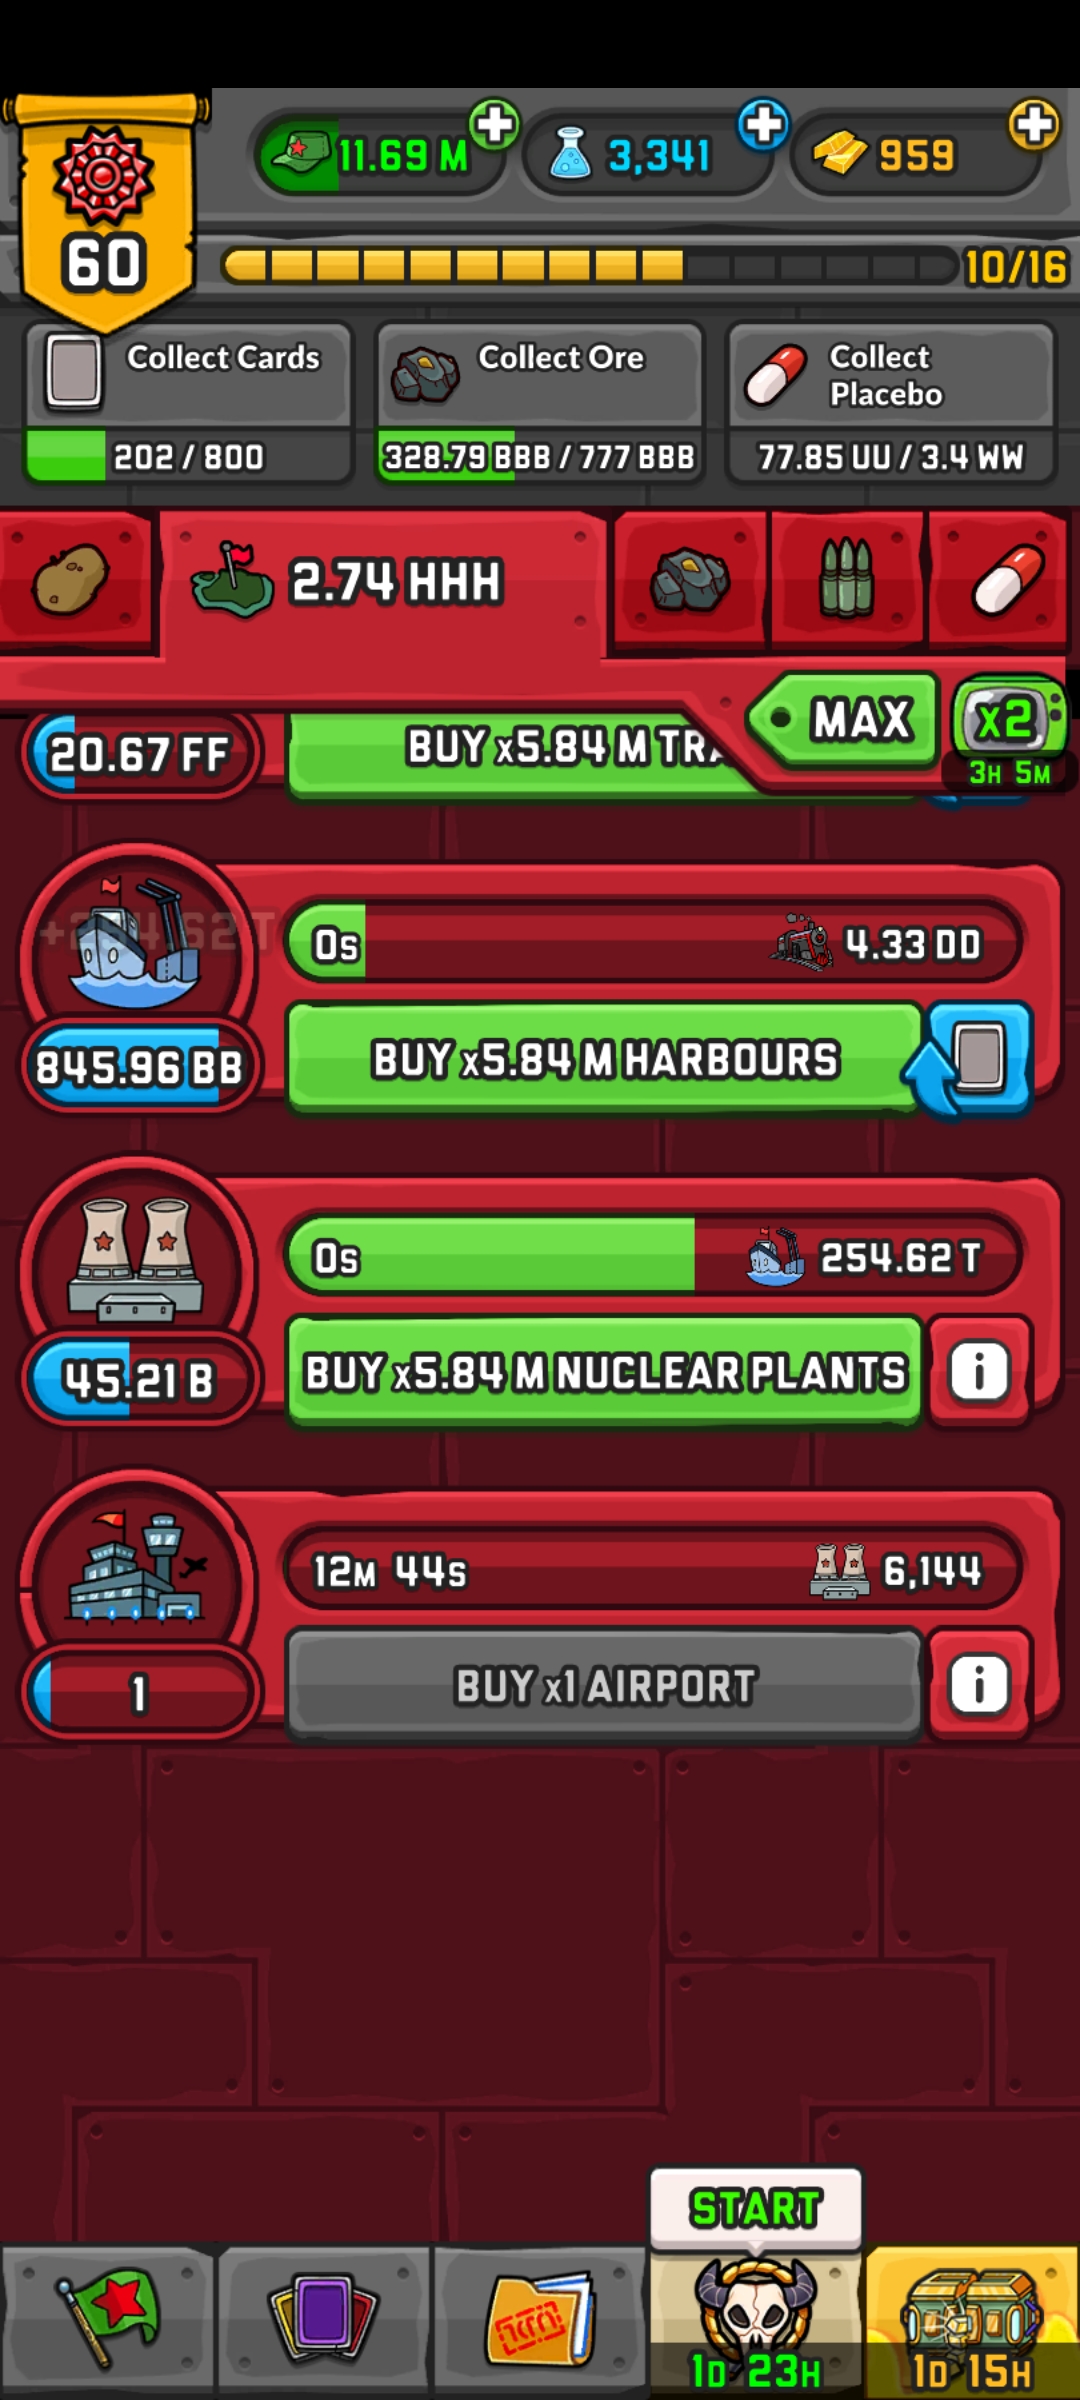 11.69 M
3,341
959
60
10/16
Collect Cards
202 / 800
Collect Ore
328.79 BBB / 777 BBB
Collect
Placebo
77.85 UU / 3.4 WW
2.74 HHH
MAX
x2
3H 5M
20.67 FF
BUY x5.84 M TRA
+254.62 T
0s
4.33 DD
845.96 BB
BUY x5.84 M HARBOURS
0s
254.62 T
45.21 B
BUY x5.84 M NUCLEAR PLANTS
i
12M 44s
6,144
1
BUY x1 AIRPORT
i
START
1D 23H
1D 15H